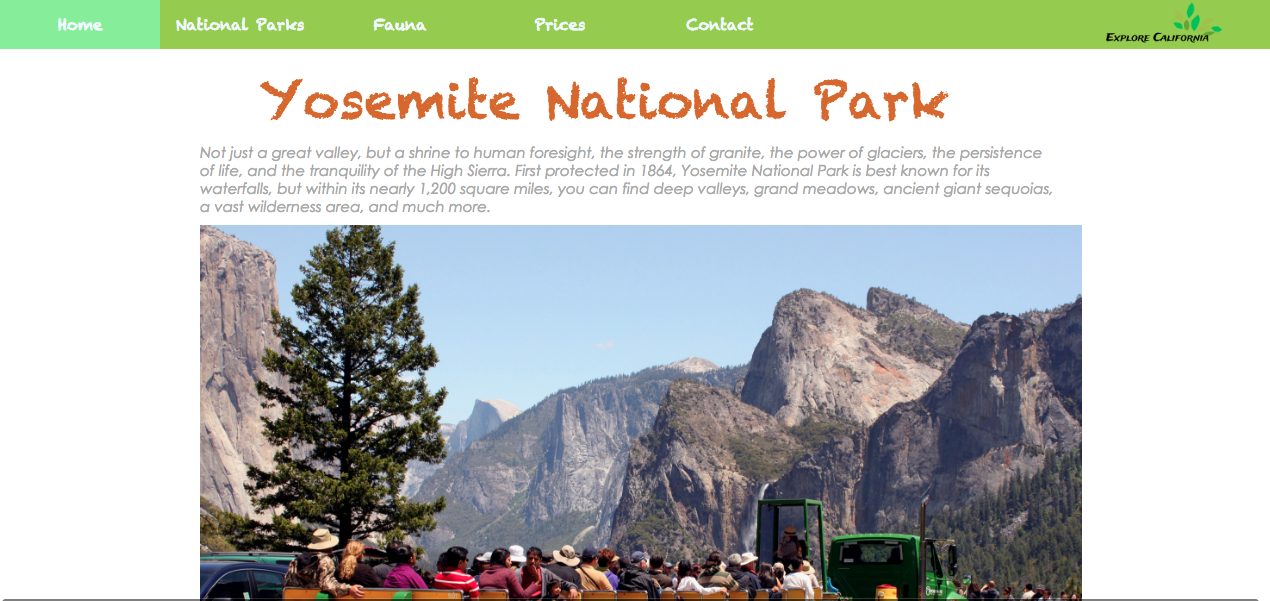 Home National Parks Fauna Prices Contact
EXPLORE CALIFORNIA
Yosemite National Park
Not just a great valley, but a shrine to human foresight, the strength of granite, the power of glaciers, the persistence
of life, and the tranquility of the High Sierra. First protected in 1864, Yosemite National Park is best known for its
waterfalls, but within its nearly 1,200 square miles, you can find deep valleys, grand meadows, ancient giant sequoias,
a vast wilderness area, and much more.